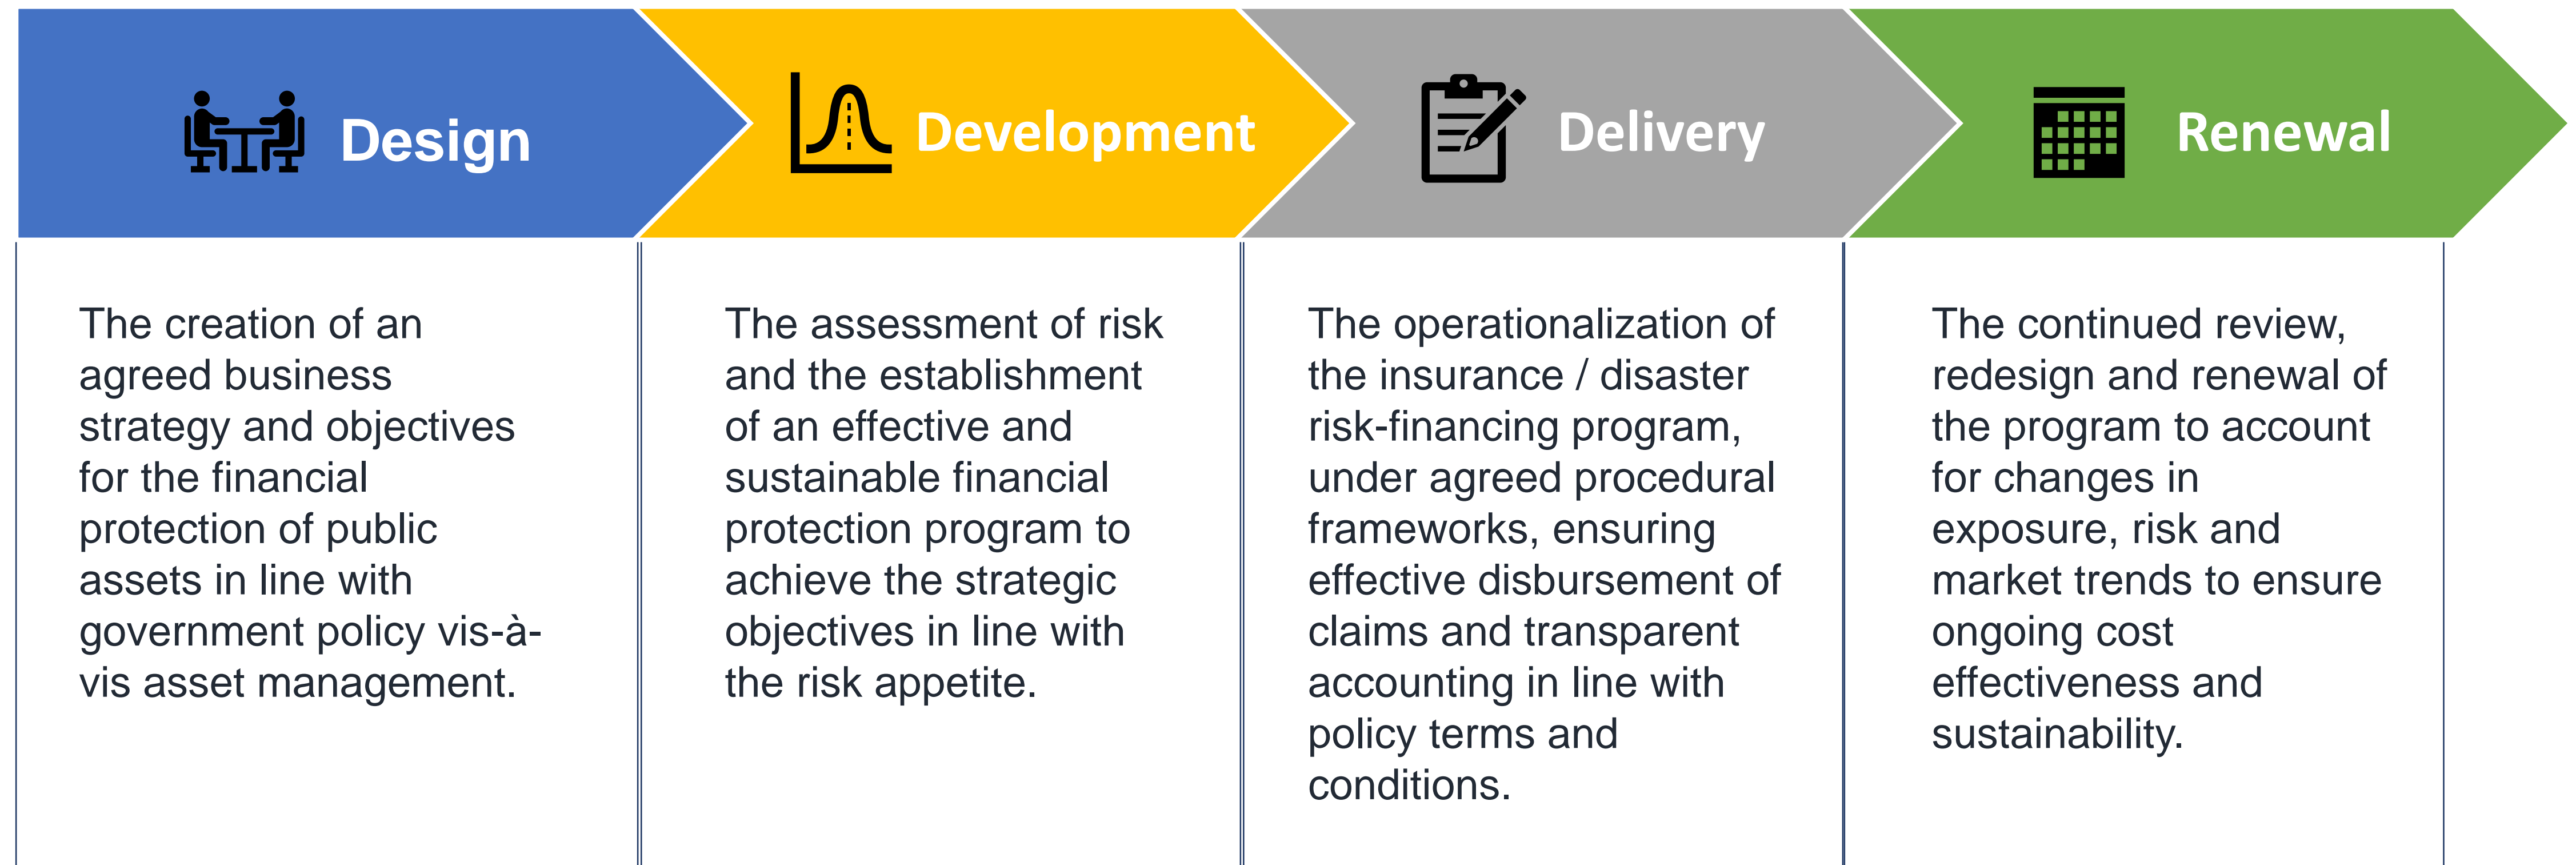 Design
The creation of an
agreed business
strategy and objectives
for the financial
protection of public
assets in line with
government policy vis-à-
vis asset management.
Development
The assessment of risk
and the establishment
of an effective and
sustainable financial
protection program to
achieve the strategic
objectives in line with
the risk appetite.
Delivery
The operationalization of
the insurance / disaster
risk-financing program,
under agreed procedural
frameworks, ensuring
effective disbursement of
claims and transparent
accounting in line with
policy terms and
conditions.
Renewal
The continued review,
redesign and renewal of
the program to account
for changes in
exposure, risk and
market trends to ensure
ongoing cost
effectiveness and
sustainability.